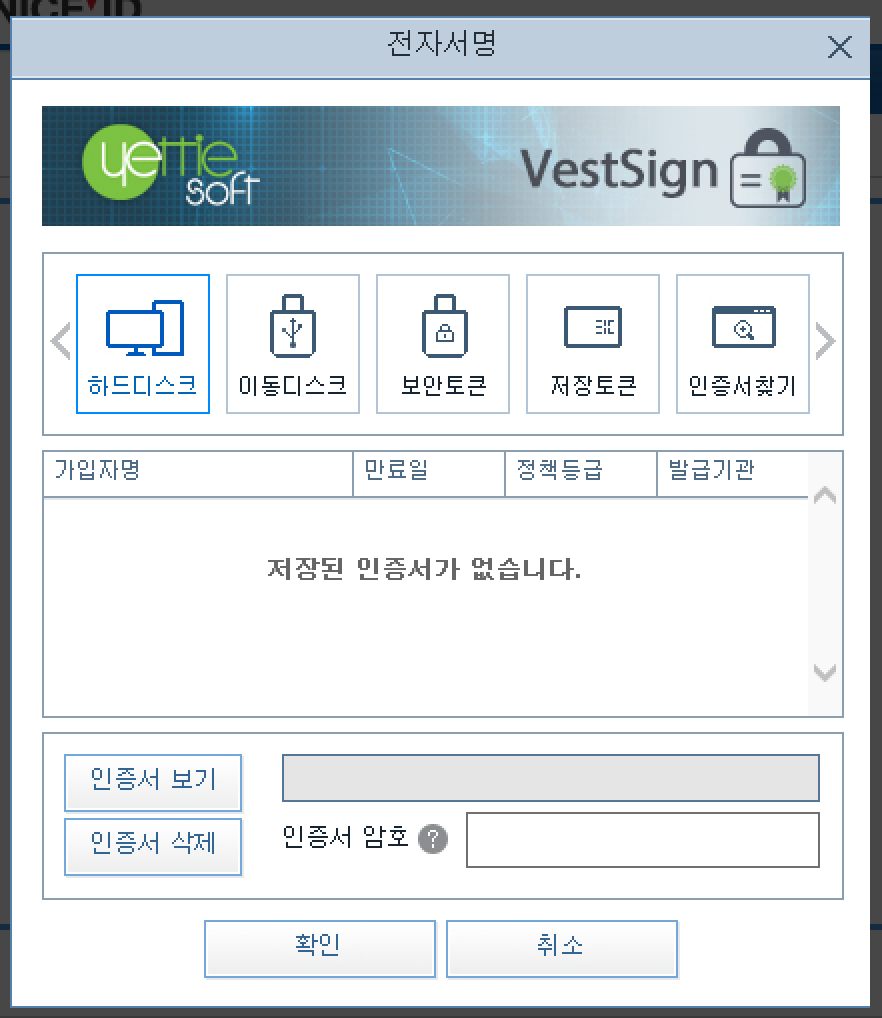 NICE ID
전자서명
yettie
soft
VestSign
하드디스크
이동디스크
보안토큰
저장토큰
인증서찾기
가입자명
만료일
정책등급
발급기관
저장된 인증서가 없습니다.
인증서 보기
인증서 삭제
인증서 암호 ?
확인
취소